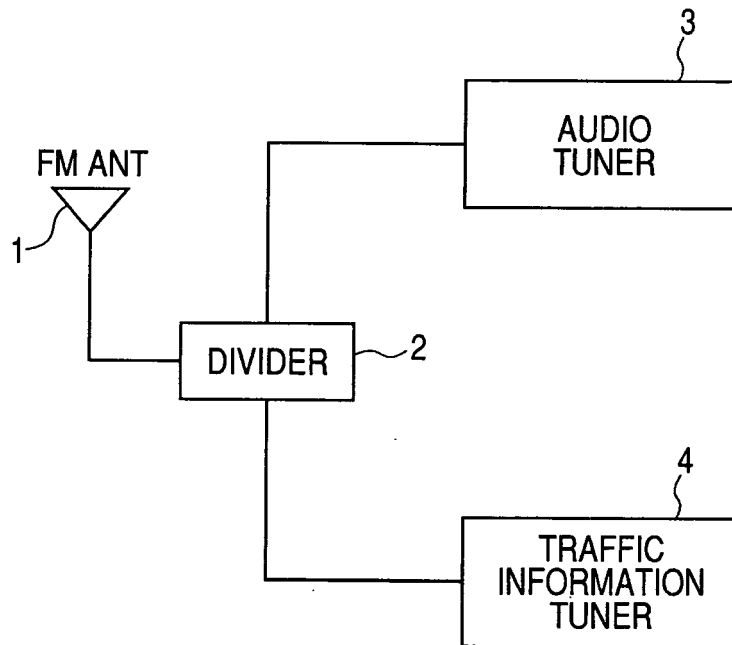 3
AUDIO
TUNER
FM ANT
1
DIVIDER
2
4
TRAFFIC
INFORMATION
TUNER